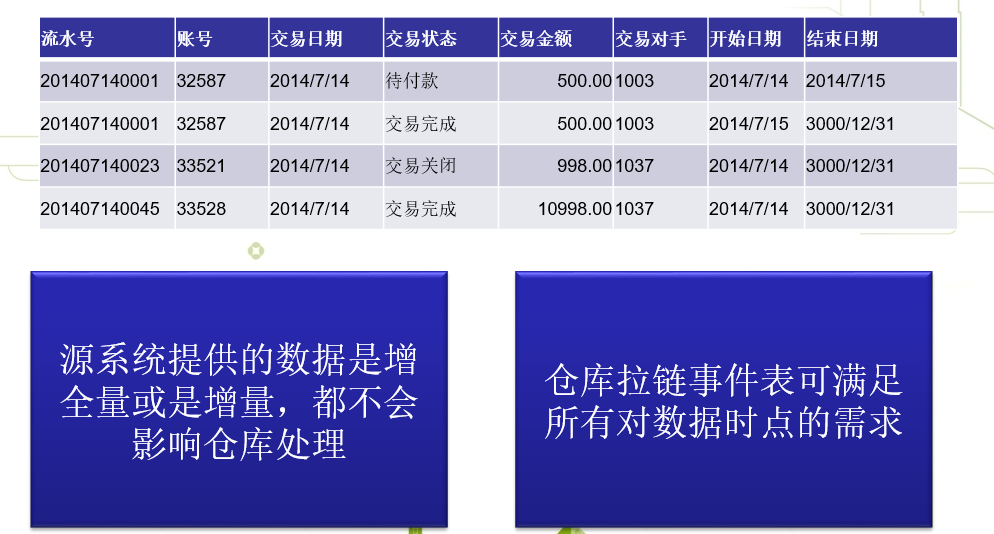 流水号 账号 交易日期 交易状态 交易金额 交易对手 开始日期 结束日期
201407140001 32587 2014/7/14 待付款 500.00 1003 2014/7/14 2014/7/15
201407140001 32587 2014/7/14 交易完成 500.00 1003 2014/7/15 3000/12/31
201407140023 33521 2014/7/14 交易关闭 998.00 1037 2014/7/14 3000/12/31
201407140045 33528 2014/7/14 交易完成 10998.00 1037 2014/7/14 3000/12/31
源系统提供的数据是增
全量或是增量，都不会
影响仓库处理
仓库拉链事件表可满足
所有对数据时点的需求